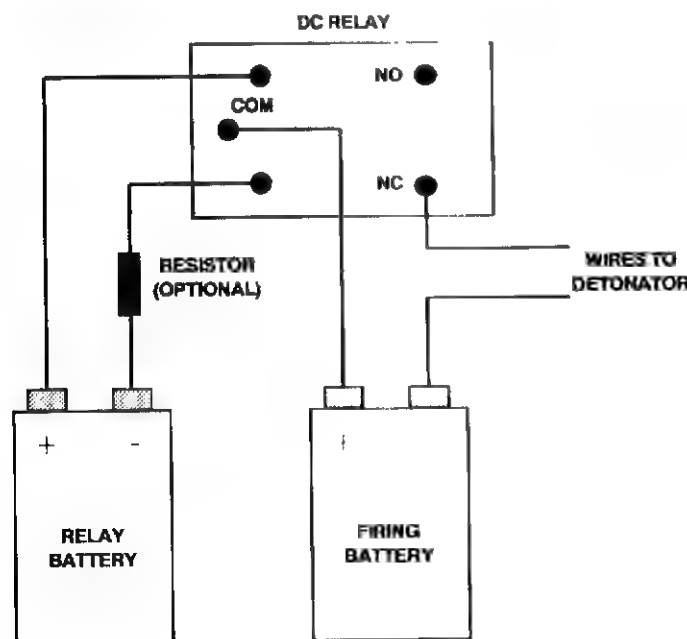 DC RELAY
NO
COM
NC
RESISTOR
(OPTIONAL)
WIRES TO
DETONATOR
+ -
RELAY
BATTERY
FIRING
BATTERY